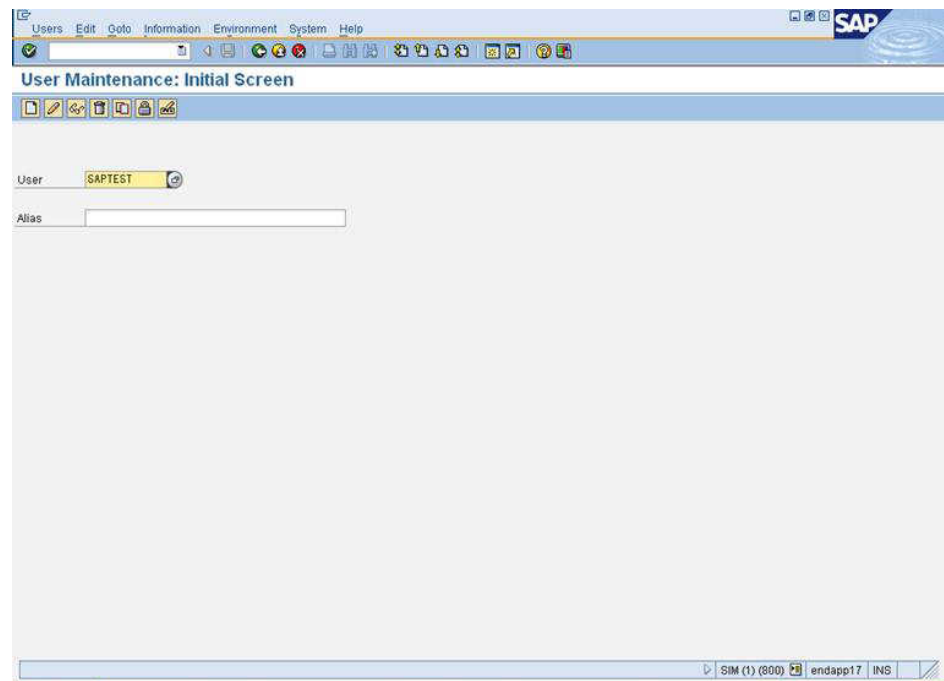 Users Edit Goto Information Environment System Help
SAP
User Maintenance: Initial Screen
User SAPTEST
Alias
SIM (1) (800) endapp17 INS